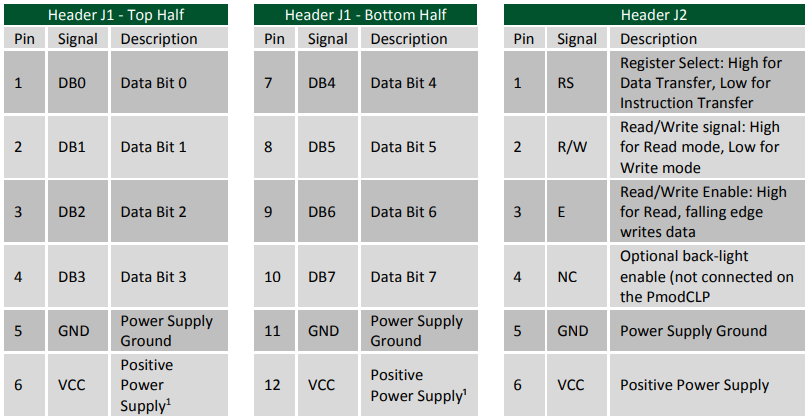 Header J1 - Top Half
Pin Signal Description
1 DB0 Data Bit 0
2 DB1 Data Bit 1
3 DB2 Data Bit 2
4 DB3 Data Bit 3
5 GND Power Supply
Ground
6 VCC Positive
Power
Supply¹
Header J1 - Bottom Half
Pin Signal Description
7 DB4 Data Bit 4
8 DB5 Data Bit 5
9 DB6 Data Bit 6
10 DB7 Data Bit 7
11 GND Power Supply
Ground
12 VCC Positive
Power Supply¹
Header J2
Pin Signal Description
1 RS Register Select: High for
Data Transfer, Low for
Instruction Transfer
2 R/W Read/Write signal: High
for Read mode, Low for
Write mode
3 E Read/Write Enable: High
for Read, falling edge
writes data
4 NC Optional back-light
enable (not connected on
the PmodCLP
5 GND Power Supply Ground
6 VCC Positive Power Supply